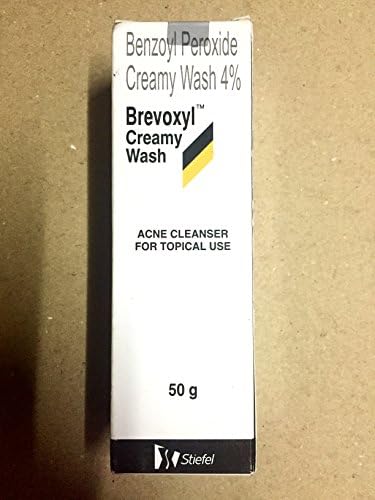 Benzoyl Peroxide
Creamy Wash 4%
Brevoxyl™
Creamy
Wash
ACNE CLEANSER
FOR TOPICAL USE
50 g
Stiefel